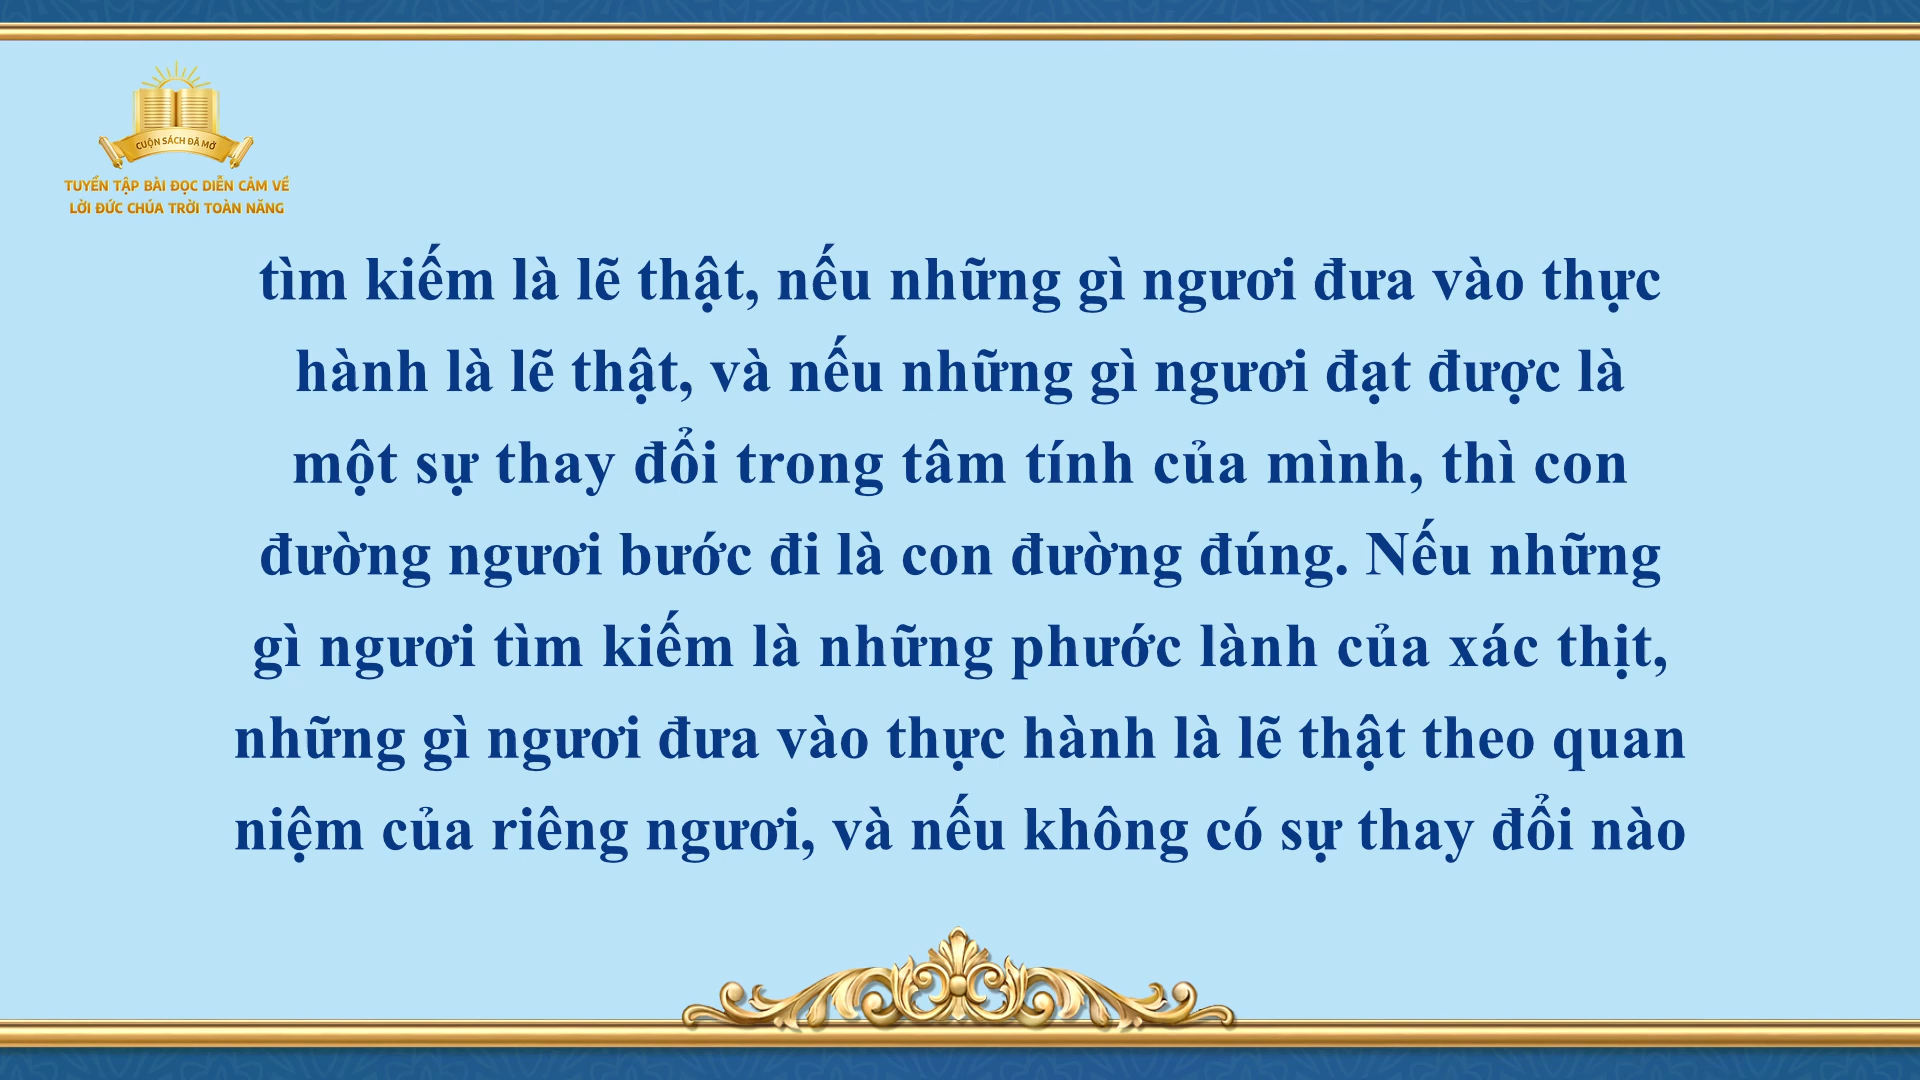 CUỘN SÁCH ĐÃ MỞ
TUYỂN TẬP BÀI ĐỌC DIỄN CẢM VỀ
LỜI ĐỨC CHÚA TRỜI TOÀN NĂNG
tìm kiếm là lẽ thật, nếu những gì ngươi đưa vào thực
hành là lẽ thật, và nếu những gì ngươi đạt được là
một sự thay đổi trong tâm tính của mình, thì con
đường ngươi bước đi là con đường đúng. Nếu những
gì ngươi tìm kiếm là những phước lành của xác thịt,
những gì ngươi đưa vào thực hành là lẽ thật theo quan
niệm của riêng ngươi, và nếu không có sự thay đổi nào